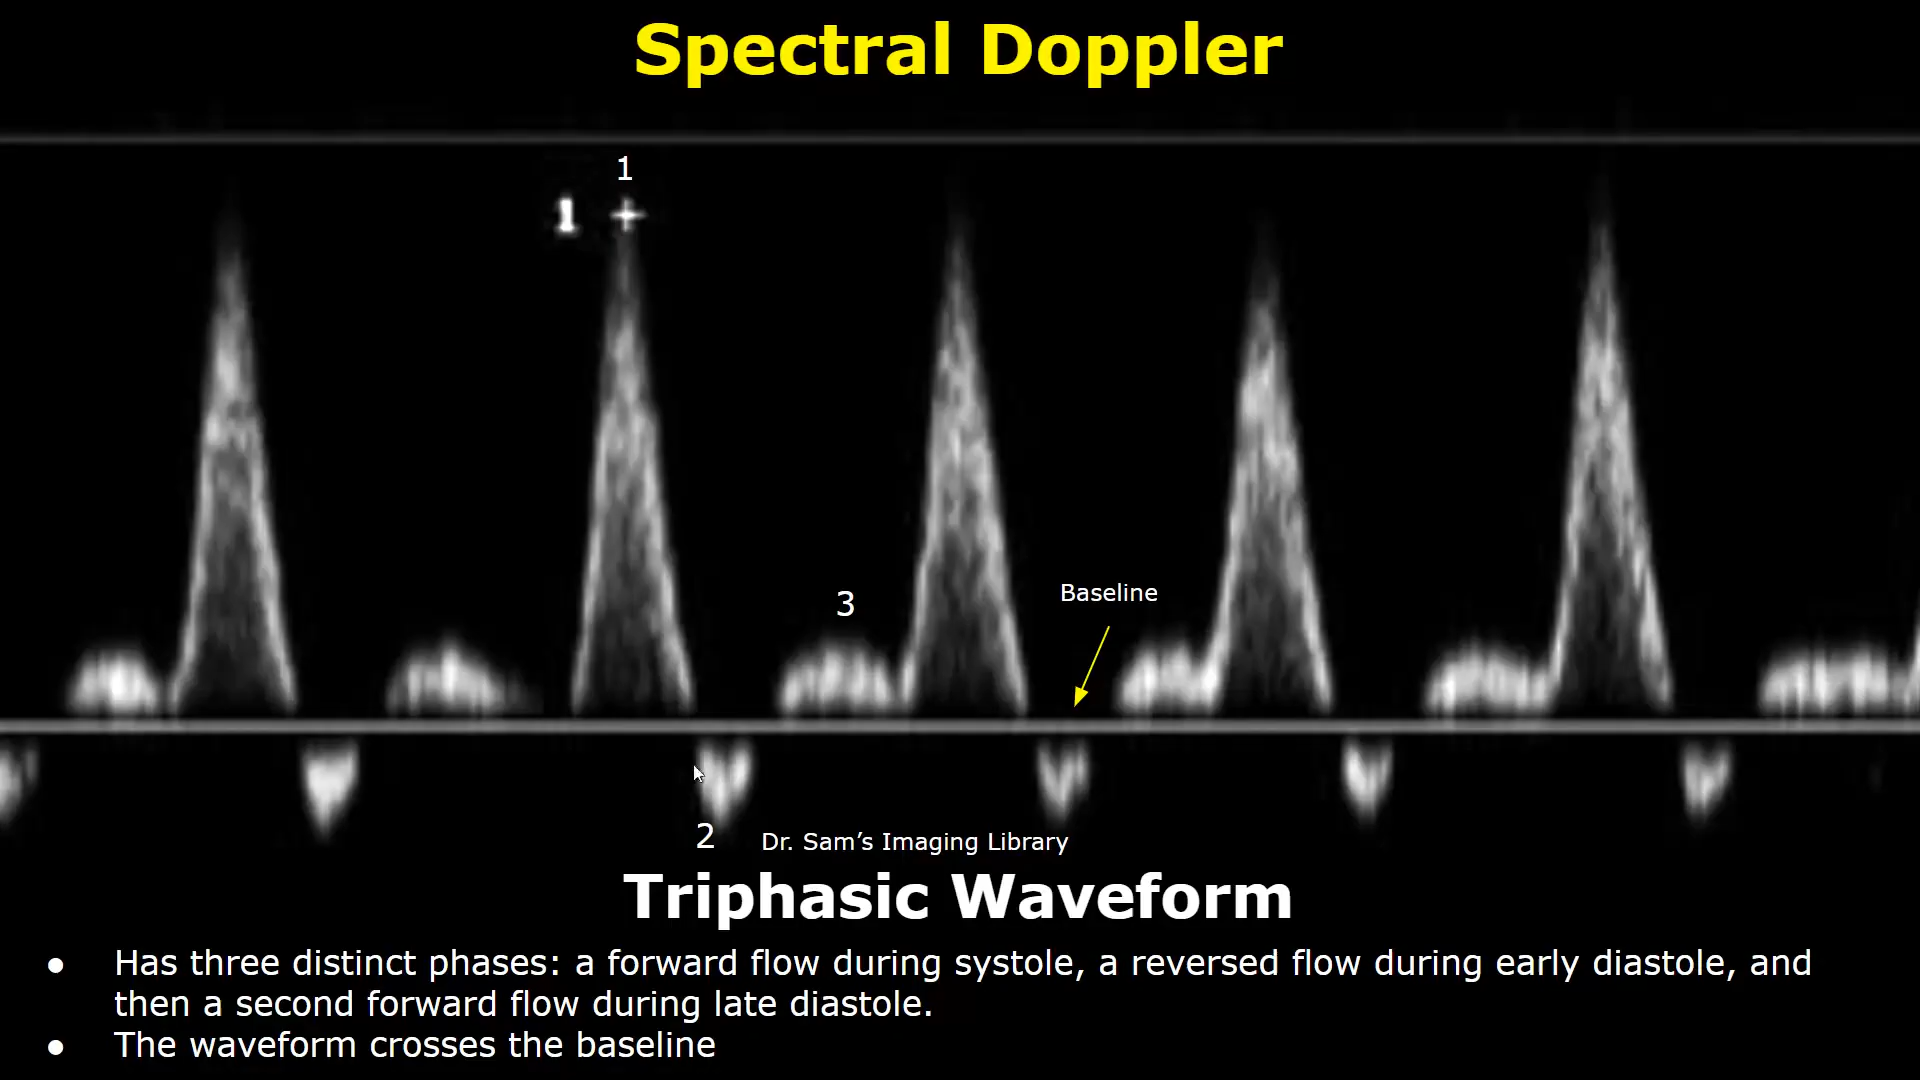 Spectral Doppler
1
1
3
Baseline
2
Dr. Sam’s Imaging Library
Triphasic Waveform
● Has three distinct phases: a forward flow during systole, a reversed flow during early diastole, and
then a second forward flow during late diastole.
● The waveform crosses the baseline